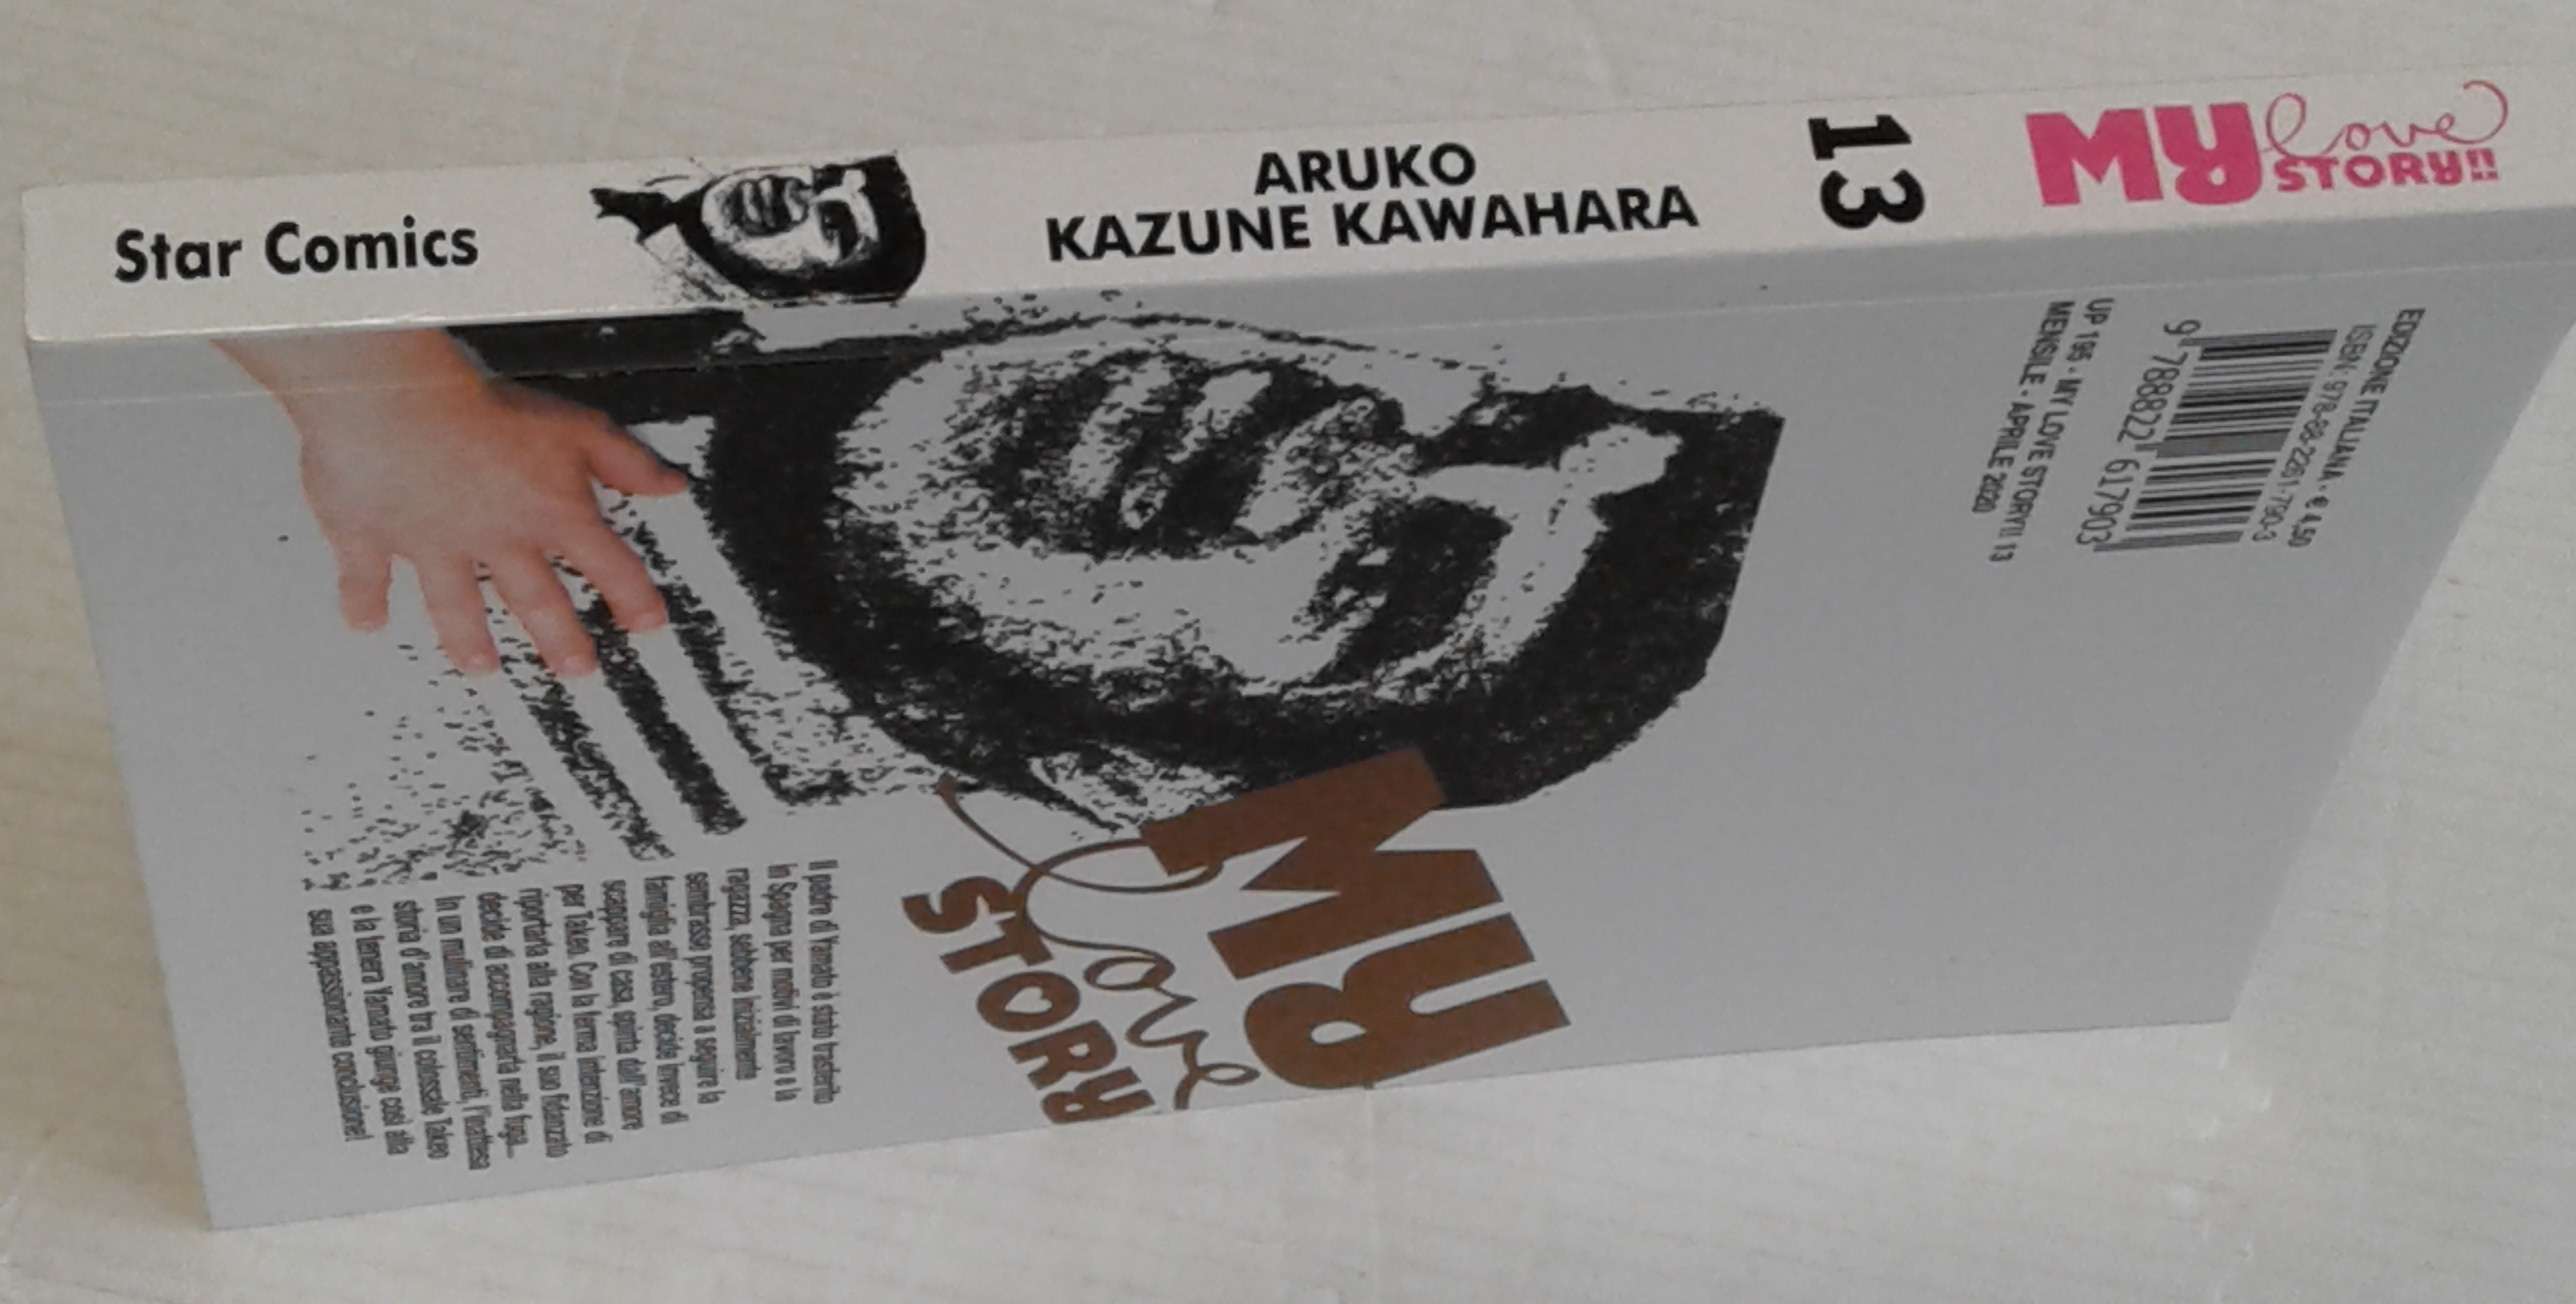 Star Comics
ARUKO
KAZUNE KAWAHARA
13
MY love
STORY!!
EDIZIONE ITALIANA - € 4,50
ISBN 978-88-226-1790-3
9 788822 617903
UP 195 - MY LOVE STORY!! 13
MENSILE - APRILE 2020
MY
love
STORY
Il padre di Yamato è stato trasferito
in Spagna per motivi di lavoro e la
ragazza, sebbene inizialmente
sembrasse propensa a seguire la
famiglia all'estero, decide invece di
scappare di casa, spinta dall'amore
per Takeo. Con la ferma intenzione di
riportarla alla ragione, il suo fidanzato
decide di accompagnarla nella fuga...
In un mulinare di sentimenti, l'inattesa
storia d'amore tra il colossale Takeo
e la tenera Yamato giunge così alla
sua appassionante conclusione!